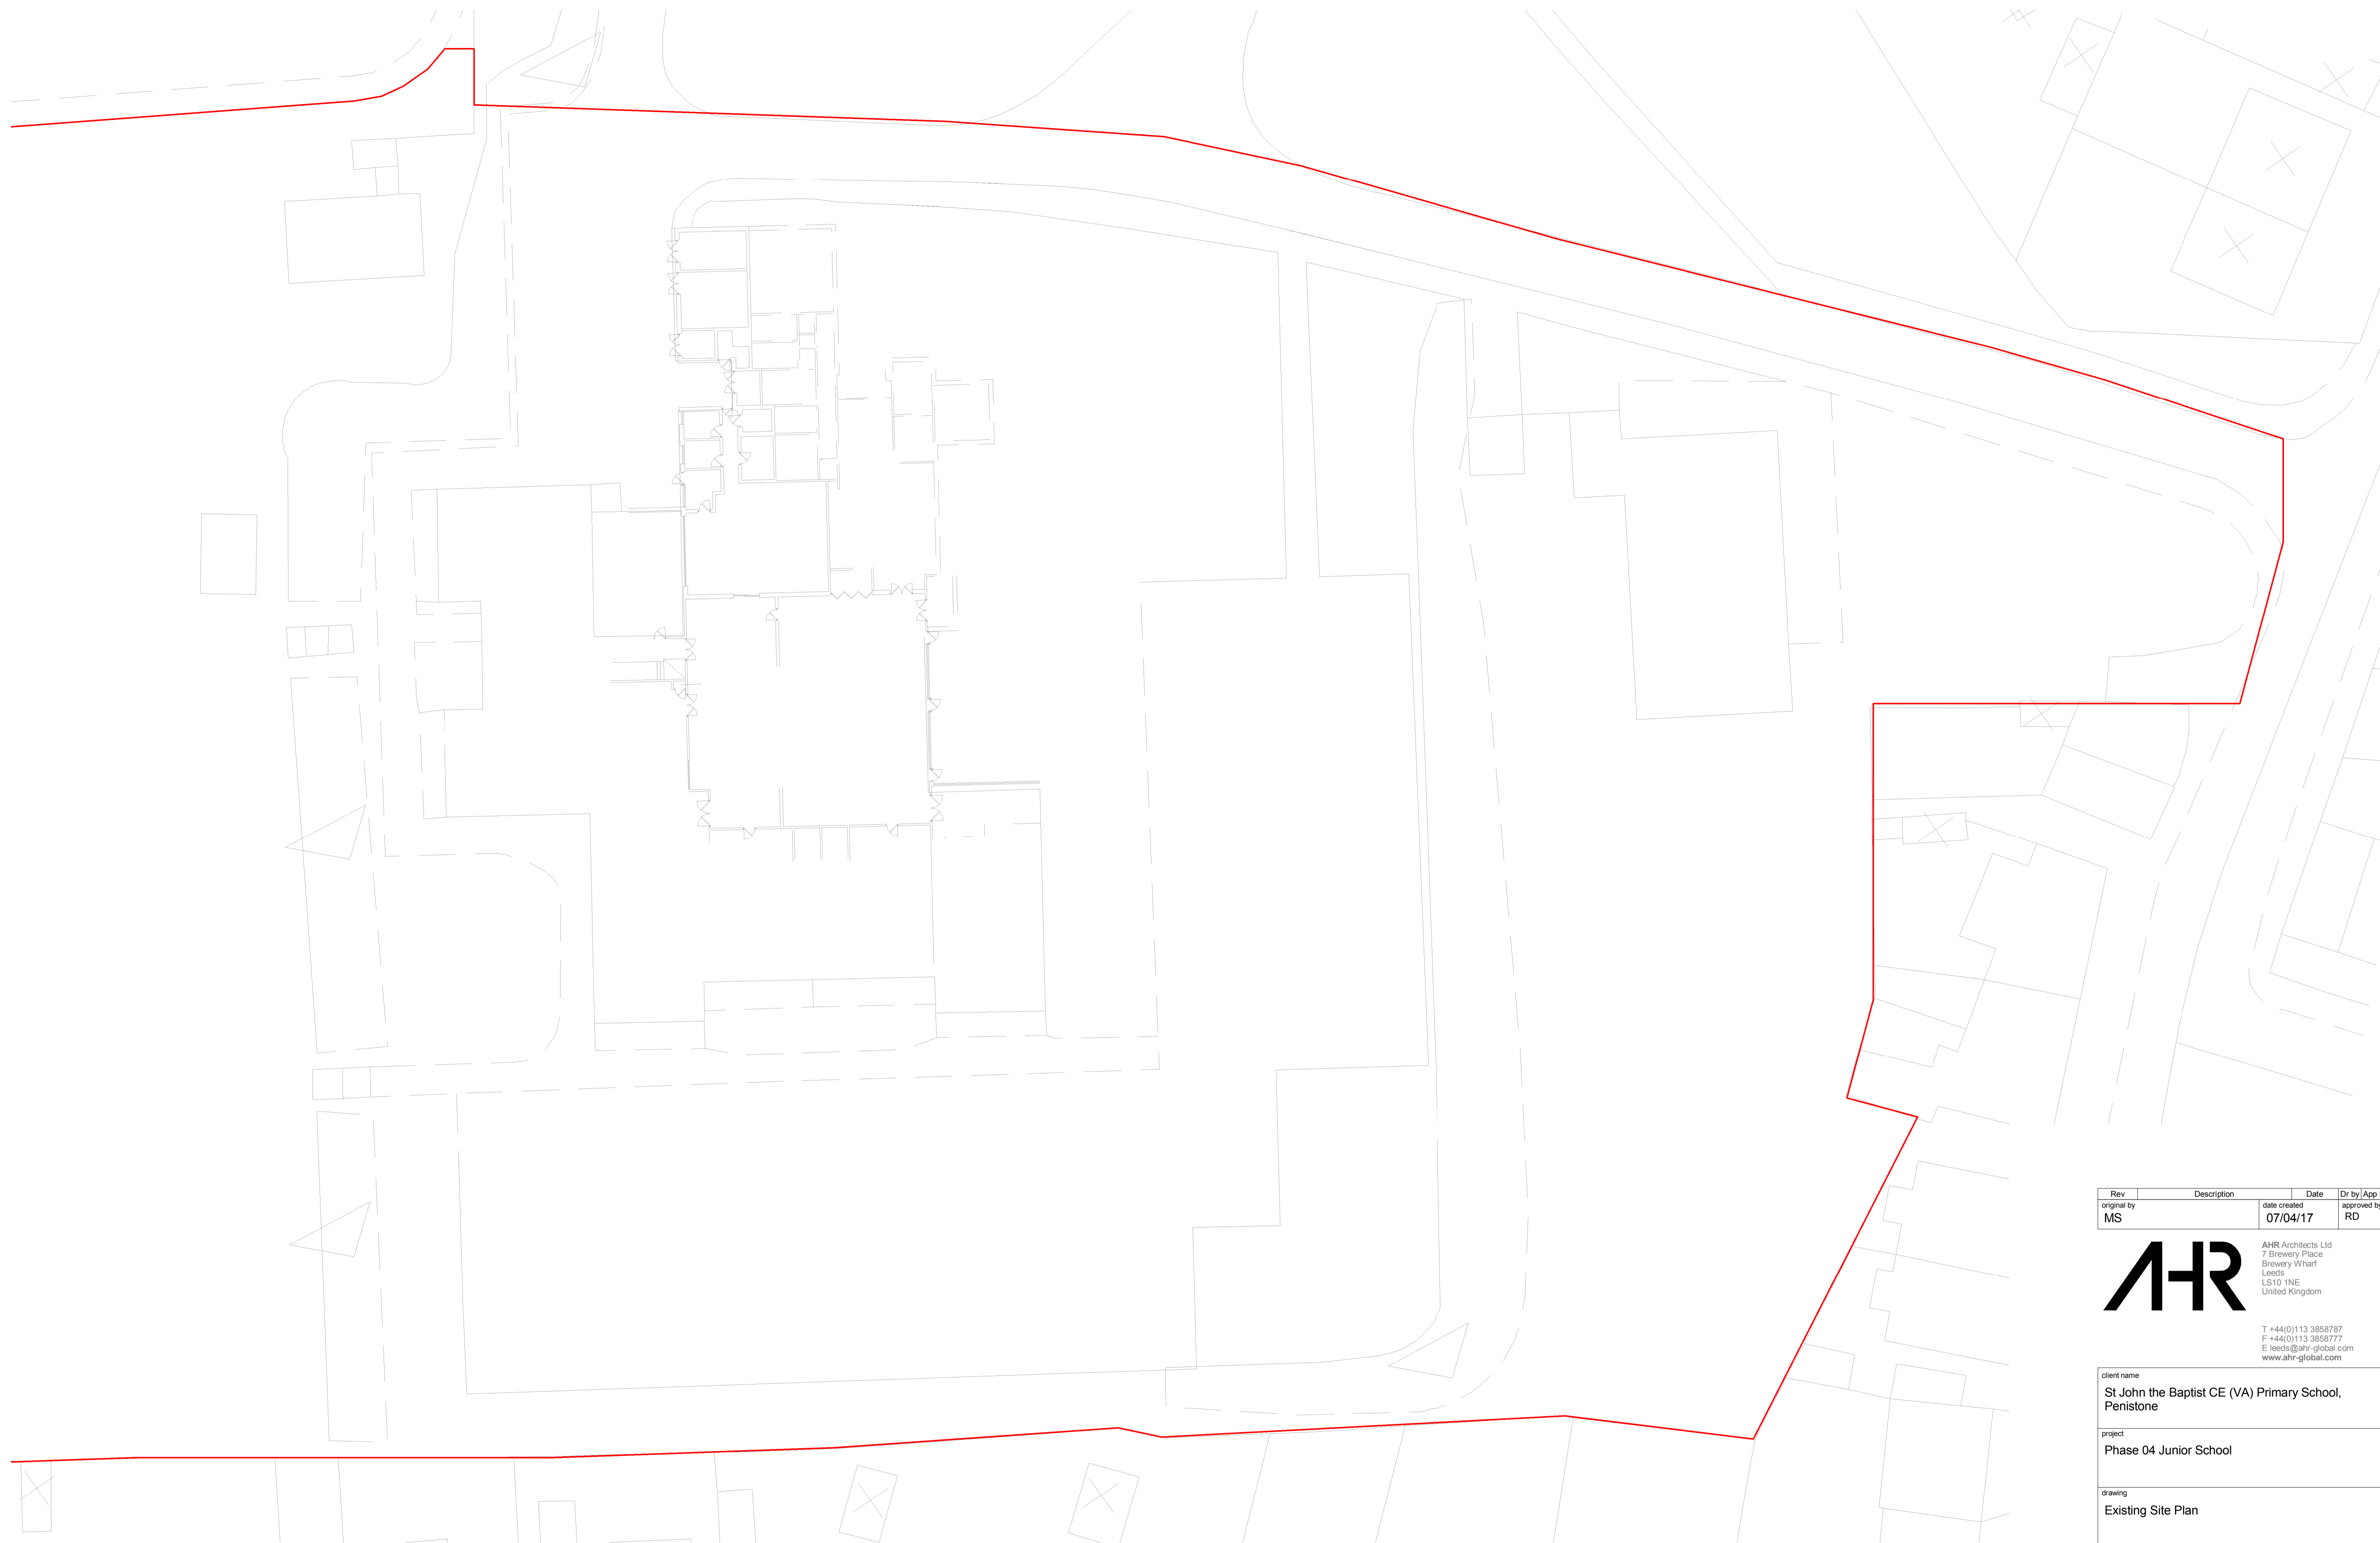 Rev Description Date Dr by App
original by date created approved by
MS 07/04/17 RD
AHR
AHR Architects Ltd
7 Brewery Place
Brewery Wharf
Leeds
LS10 1NE
United Kingdom
T +44(0)113 3858787
F +44(0)113 3858777
E leeds@ahr-global.com
www.ahr-global.com
client name
St John the Baptist CE (VA) Primary School,
Penistone
project
Phase 04 Junior School
drawing
Existing Site Plan